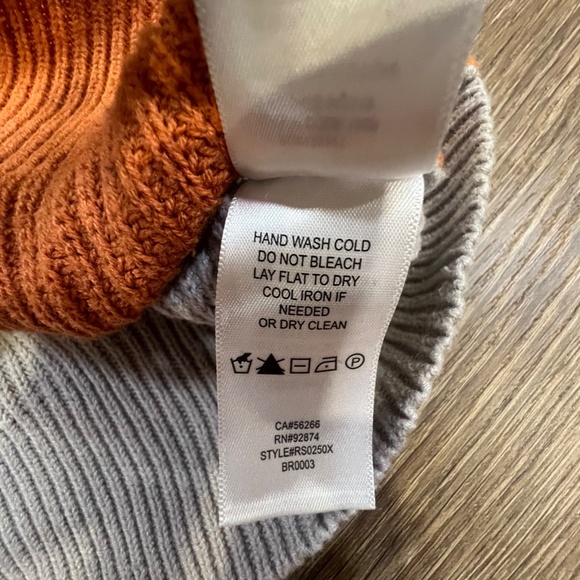 HAND WASH COLD
DO NOT BLEACH
LAY FLAT TO DRY
COOL IRON IF
NEEDED
OR DRY CLEAN
P
CA#56266
RN#92874
STYLE#RS0250X
BR0003